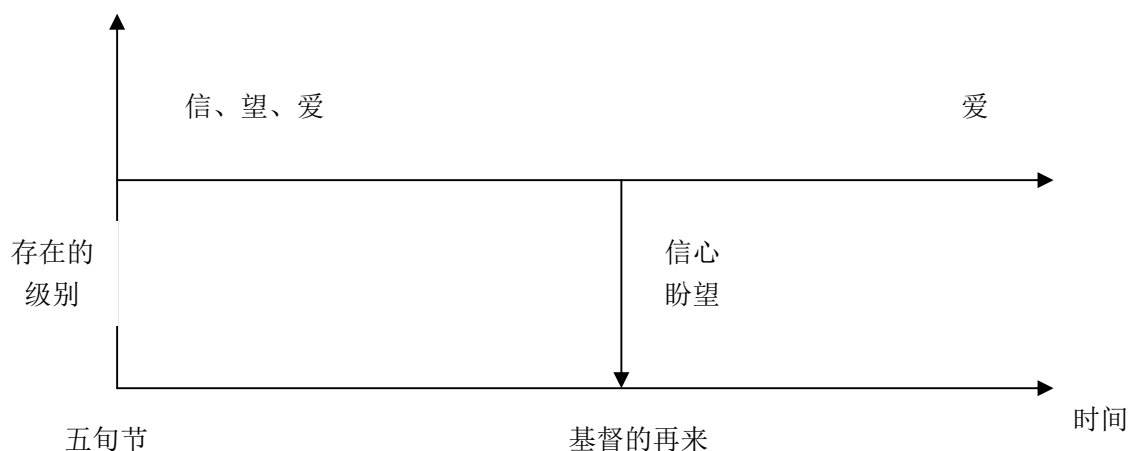 信、望、爱
爱
存在的
级别
信心
盼望
时间
五旬节
基督的再来